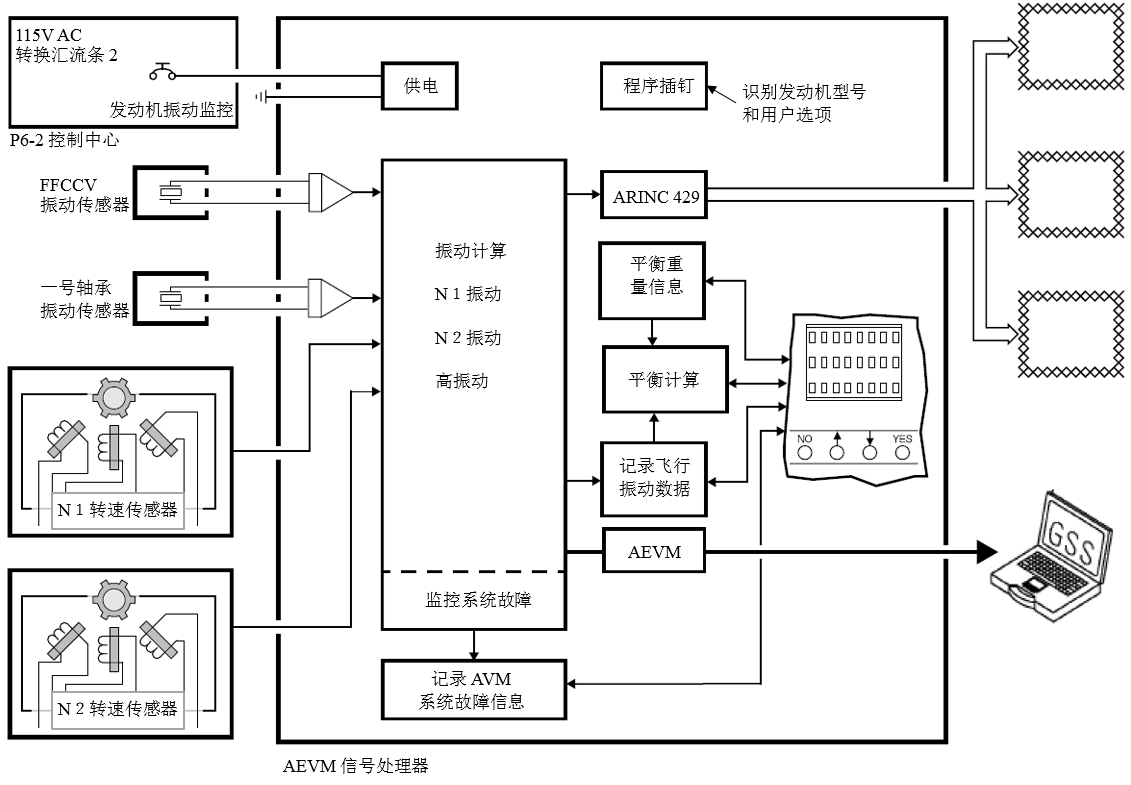 115V AC
转换汇流条 2
发动机振动监控
P6-2 控制中心
供电
程序插钉
识别发动机型号
和用户选项
FFCCV
振动传感器
ARINC 429
一号轴承
振动传感器
振动计算
N 1 振动
N 2 振动
高振动
平衡重
量信息
平衡计算
NO
YES
记录飞行
振动数据
N 1 转速传感器
AEVM
GSS
监控系统故障
记录 AVM
系统故障信息
N 2 转速传感器
AEVM 信号处理器